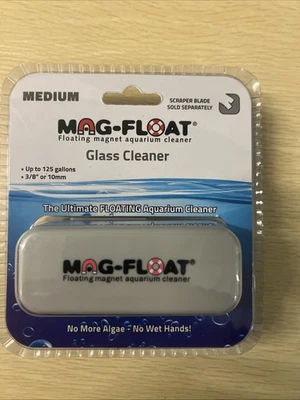 MEDIUM
SCRAPER BLADE
SOLD SEPARATELY
MAG-FLOAT®
Floating magnet aquarium cleaner
Glass Cleaner
• Up to 125 gallons
• 3/8" or 10mm
The Ultimate FLOATING Aquarium Cleaner
MAG-FLOAT®
Floating magnet aquarium cleaner
No More Algae - No Wet Hands!